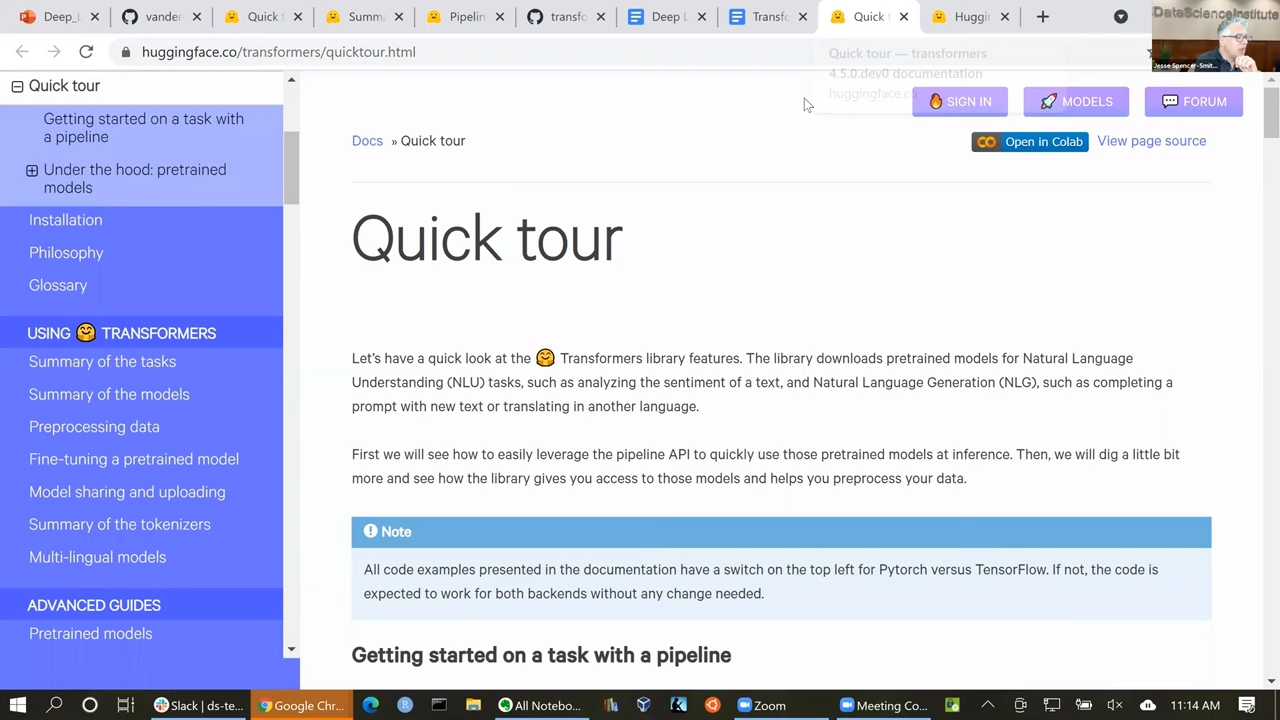 Deep_L
vander
Quick t
Summa
Pipelin
transfo
Deep L
Transfo
Quick t
Huggin
DataScienceInstitute
Jesse Spencer-Smit...
huggingface.co/transformers/quicktour.html
Quick tour — transformers
4.5.0.dev0 documentation
huggingface.co
Quick tour
Getting started on a task with
a pipeline
Under the hood: pretrained
models
Installation
Philosophy
Glossary
USING 🤗 TRANSFORMERS
Summary of the tasks
Summary of the models
Preprocessing data
Fine-tuning a pretrained model
Model sharing and uploading
Summary of the tokenizers
Multi-lingual models
ADVANCED GUIDES
Pretrained models
🔥 SIGN IN
🚀 MODELS
💬 FORUM
Docs » Quick tour
Open in Colab
View page source
Quick tour
Let's have a quick look at the 🤗 Transformers library features. The library downloads pretrained models for Natural Language
Understanding (NLU) tasks, such as analyzing the sentiment of a text, and Natural Language Generation (NLG), such as completing a
prompt with new text or translating in another language.
First we will see how to easily leverage the pipeline API to quickly use those pretrained models at inference. Then, we will dig a little bit
more and see how the library gives you access to those models and helps you preprocess your data.
Note
All code examples presented in the documentation have a switch on the top left for Pytorch versus TensorFlow. If not, the code is
expected to work for both backends without any change needed.
Getting started on a task with a pipeline
Slack | ds-te...
Google Chr...
All Notebo...
Zoom
Meeting Co...
11:14 AM